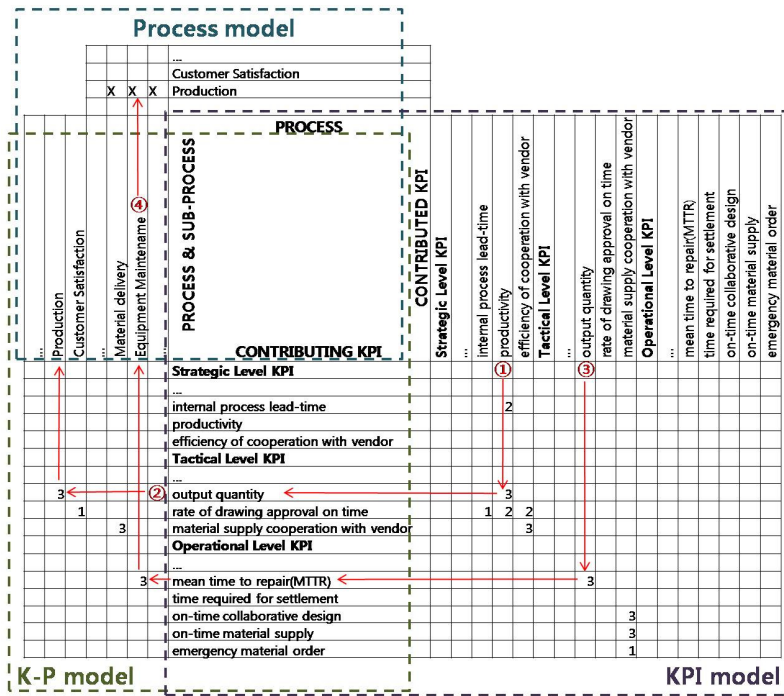 Process model
...
Customer Satisfaction
X X X Production
PROCESS
PROCESS & SUB-PROCESS
CONTRIBUTING KPI
...
Production
Customer Satisfaction
...
Material delivery
Equipment Maintename
④
...
CONTRIBUTED KPI
Strategic Level KPI
...
internal process lead-time
productivity
efficiency of cooperation with vendor
Tactical Level KPI
...
output quantity
rate of drawing approval on time
material supply cooperation with vendor
Operational Level KPI
...
mean time to repair(MTTR)
time required for settlement
on-time collaborative design
on-time material supply
emergency material order
Strategic Level KPI ① ③
...
internal process lead-time 2
productivity
efficiency of cooperation with vendor
Tactical Level KPI
...
3 ② output quantity 3
1 rate of drawing approval on time 1 2 2
3 material supply cooperation with vendor 3
Operational Level KPI
...
3 mean time to repair(MTTR) 3
time required for settlement
on-time collaborative design 3
on-time material supply 3
emergency material order 1
K-P model
KPI model